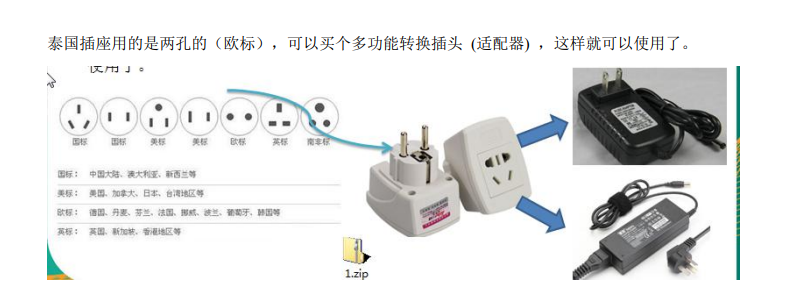 泰国插座用的是两孔的（欧标），可以买个多功能转换插头（适配器），这样就可以使用了。
使用了。
国标 国标 美标 美标 欧标 英标 南非标
国标： 中国大陆、澳大利亚、新西兰等
美标： 美国、加拿大、日本、台湾地区等
欧标： 德国、丹麦、芬兰、法国、挪威、波兰、葡萄牙、韩国等
英标： 英国、新加坡、香港地区等
1.zip